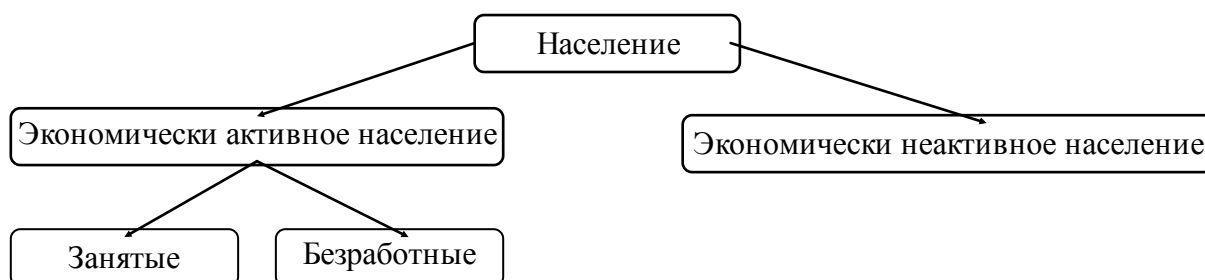 Население
Экономически активное население
Экономически неактивное население
Занятые
Безработные